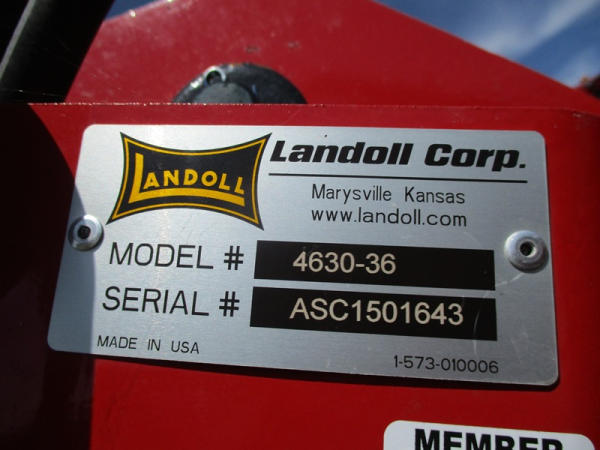 LANDOLL
Landoll Corp.
Marysville Kansas
www.landoll.com
MODEL # 4630-36
SERIAL # ASC1501643
MADE IN USA 1-573-010006
MEMBER